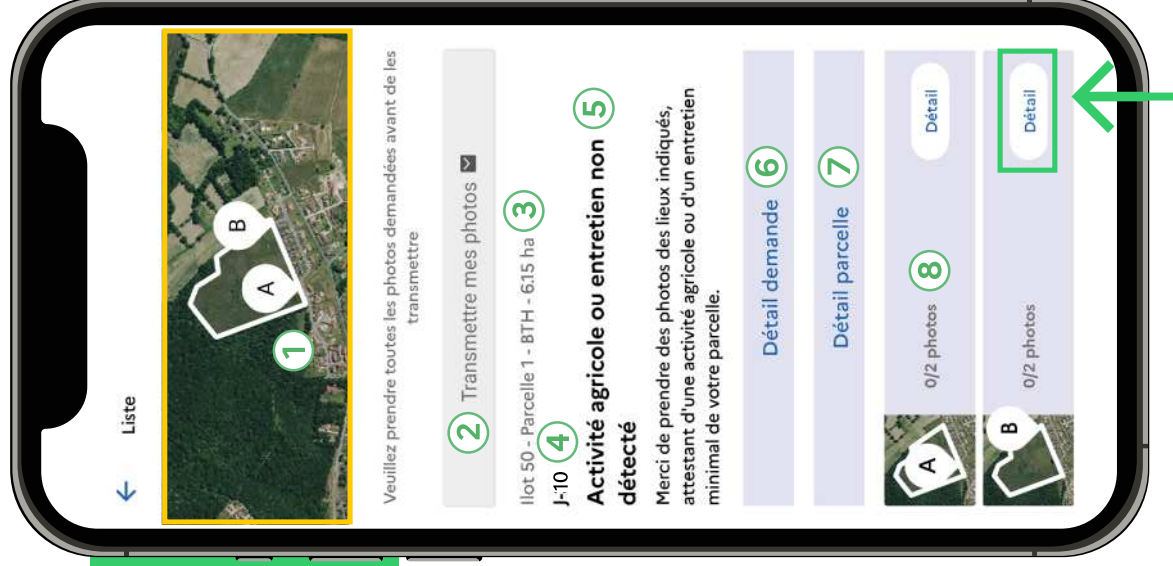 ← Liste
B
A
1
Veuillez prendre toutes les photos demandées avant de les
transmettre
2 Transmettre mes photos
Ilot 50 - Parcelle 1 - BTH - 6.15 ha 3
J-10 4
Activité agricole ou entretien non 5
détecté
Merci de prendre des photos des lieux indiqués,
attestant d'une activité agricole ou d'un entretien
minimal de votre parcelle.
Détail demande 6
Détail parcelle 7
A 0/2 photos 8 Détail
B 0/2 photos Détail